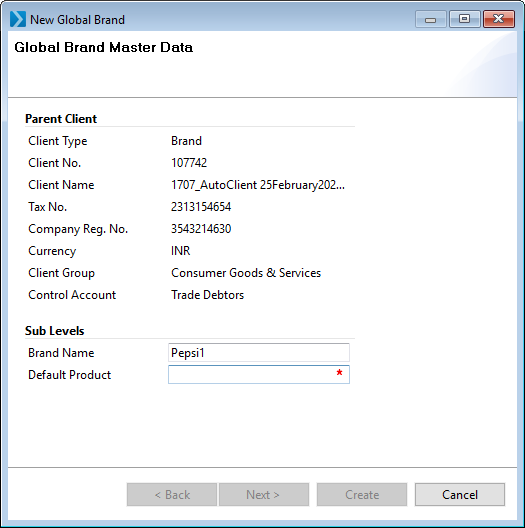 New Global Brand
Global Brand Master Data
Parent Client
Client Type Brand
Client No. 107742
Client Name 1707_AutoClient 25February202...
Tax No. 2313154654
Company Reg. No. 3543214630
Currency INR
Client Group Consumer Goods & Services
Control Account Trade Debtors
Sub Levels
Brand Name Pepsi1
Default Product *
< Back Next > Create Cancel